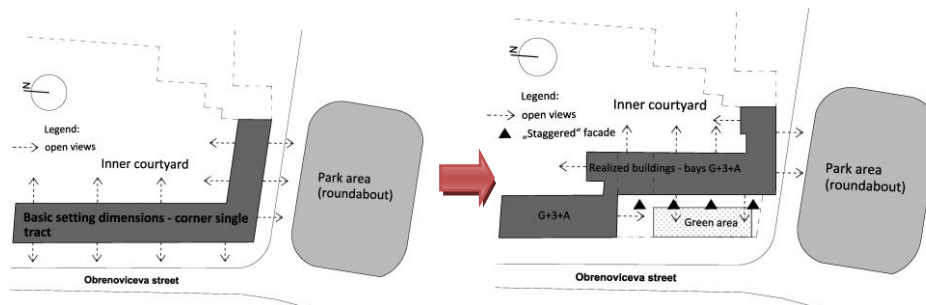 N
Legend:
open views
Inner courtyard
Park area
(roundabout)
Basic setting dimensions - corner single
tract
Obrenoviceva street
N
Legend:
open views
„Staggered“ facade
Inner courtyard
Realized buildings - bays G+3+A
Park area
(roundabout)
G+3+A
Green area
Obrenoviceva street